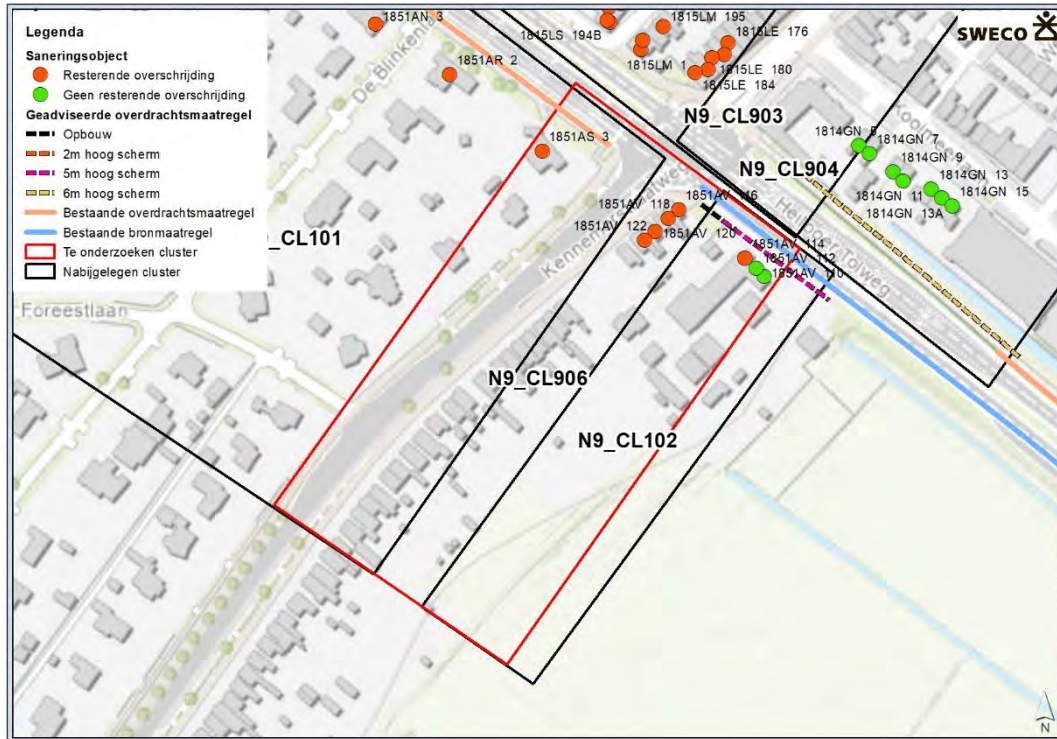 Legenda
Saneringsobject
Resterende overschrijding
Geen resterende overschrijding
Geadviseerde overdrachtsmaatregel
Opbouw
2m hoog scherm
5m hoog scherm
6m hoog scherm
Bestaande overdrachtsmaatregel
Bestaande bronmaatregel
Te onderzoeken cluster
Nabijgelegen cluster
SWECO
1851AN 3
1815LM 195
1815LS 194B
1815LE 176
1851AR 2
1815LM 1
1815LE 180
1815LE 184
De Blinkenla
N9_CL903
1851AS 3
N9_CL904
1814GN 5
1814GN 7
1814GN 9
1814GN 13
1814GN 11
1814GN 15
1814GN 13A
1851AV 116
1851AV 118
1851AV 120
1851AV 122
1851AV 114
1851AV 112
1851AV 110
_CL101
Foreestlaan
N9_CL906
N9_CL102
N